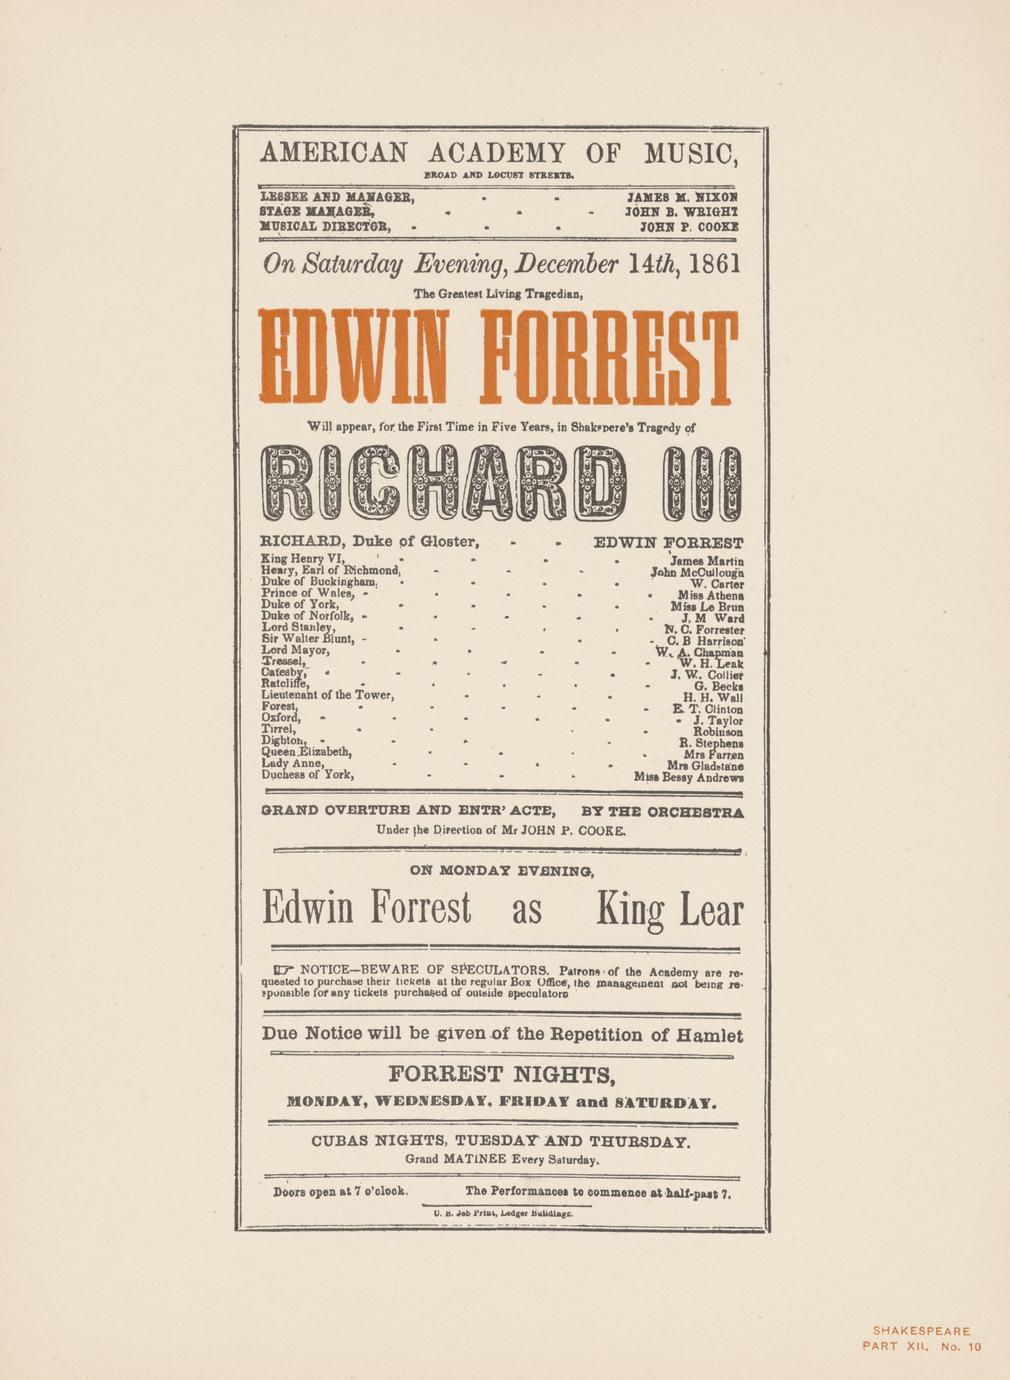 AMERICAN ACADEMY OF MUSIC,
BROAD AND LOCUST STREETS.
LESSEE AND MANAGER, - - JAMES M. NIXON
STAGE MANAGER, - - - JOHN B. WRIGHT
MUSICAL DIRECTOR, - - - JOHN P. COOKE
On Saturday Evening, December 14th, 1861
The Greatest Living Tragedian,
EDWIN FORREST
Will appear, for the First Time in Five Years, in Shakspere's Tragedy of
RICHARD III
RICHARD, Duke of Gloster, - - EDWIN FORREST
King Henry VI, - - - - James Martin
Henry, Earl of Richmond, - - - - John McCullough
Duke of Buckingham, - - - - W. Carter
Prince of Wales, - - - - - Miss Athena
Duke of York, - - - - Miss Le Brun
Duke of Norfolk, - - - - - J. M Ward
Lord Stanley, - - - - N. C. Forrester
Sir Walter Blunt, - - - - - C. B Harrison
Lord Mayor, - - - - W. A. Chapman
Tressel, - - - - - W. H. Leak
Catesby, - - - - - J. W. Collier
Ratcliffe, - - - - - G. Becks
Lieutenant of the Tower, - - - H. H. Wall
Forest, - - - - - E. T. Clinton
Oxford, - - - - - - J. Taylor
Tirrel, - - - - - Robinson
Dighton, - - - - - R. Stephens
Queen Elizabeth, - - - - Mrs Farren
Lady Anne, - - - - Mrs Gladstane
Duchess of York, - - - Miss Bessy Andrews
GRAND OVERTURE AND ENTR' ACTE, BY THE ORCHESTRA
Under the Direction of Mr JOHN P. COOKE.
ON MONDAY EVENING,
Edwin Forrest as King Lear
☞ NOTICE—BEWARE OF SPECULATORS. Patrons of the Academy are re-
quested to purchase their tickets at the regular Box Office, the management not being re-
sponsible for any tickets purchased of outside speculators
Due Notice will be given of the Repetition of Hamlet
FORREST NIGHTS,
MONDAY, WEDNESDAY, FRIDAY and SATURDAY.
CUBAS NIGHTS, TUESDAY AND THURSDAY.
Grand MATINEE Every Saturday.
Doors open at 7 o'clock. The Performances to commence at half-past 7.
U. S. Job Print, Ledger Buildings.
SHAKESPEARE
PART XII. No. 10